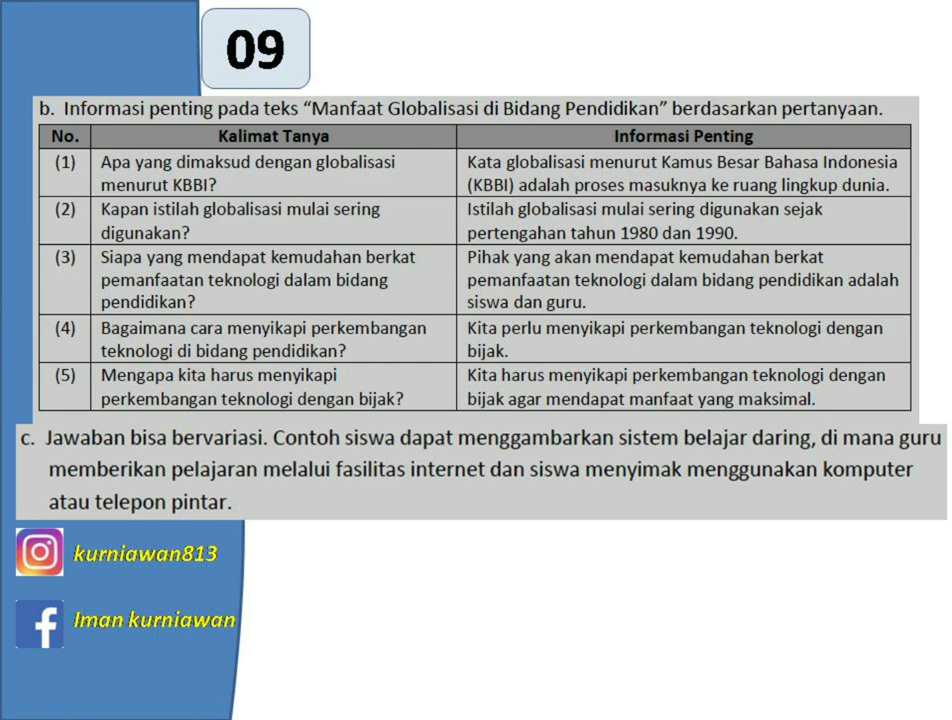 09
b. Informasi penting pada teks “Manfaat Globalisasi di Bidang Pendidikan” berdasarkan pertanyaan.
No. Kalimat Tanya Informasi Penting
(1) Apa yang dimaksud dengan globalisasi Kata globalisasi menurut Kamus Besar Bahasa Indonesia
menurut KBBI? (KBBI) adalah proses masuknya ke ruang lingkup dunia.
(2) Kapan istilah globalisasi mulai sering Istilah globalisasi mulai sering digunakan sejak
digunakan? pertengahan tahun 1980 dan 1990.
(3) Siapa yang mendapat kemudahan berkat Pihak yang akan mendapat kemudahan berkat
pemanfaatan teknologi dalam bidang pemanfaatan teknologi dalam bidang pendidikan adalah
pendidikan? siswa dan guru.
(4) Bagaimana cara menyikapi perkembangan Kita perlu menyikapi perkembangan teknologi dengan
teknologi di bidang pendidikan? bijak.
(5) Mengapa kita harus menyikapi Kita harus menyikapi perkembangan teknologi dengan
perkembangan teknologi dengan bijak? bijak agar mendapat manfaat yang maksimal.
c. Jawaban bisa bervariasi. Contoh siswa dapat menggambarkan sistem belajar daring, di mana guru
memberikan pelajaran melalui fasilitas internet dan siswa menyimak menggunakan komputer
atau telepon pintar.
kurniawan813
Iman kurniawan